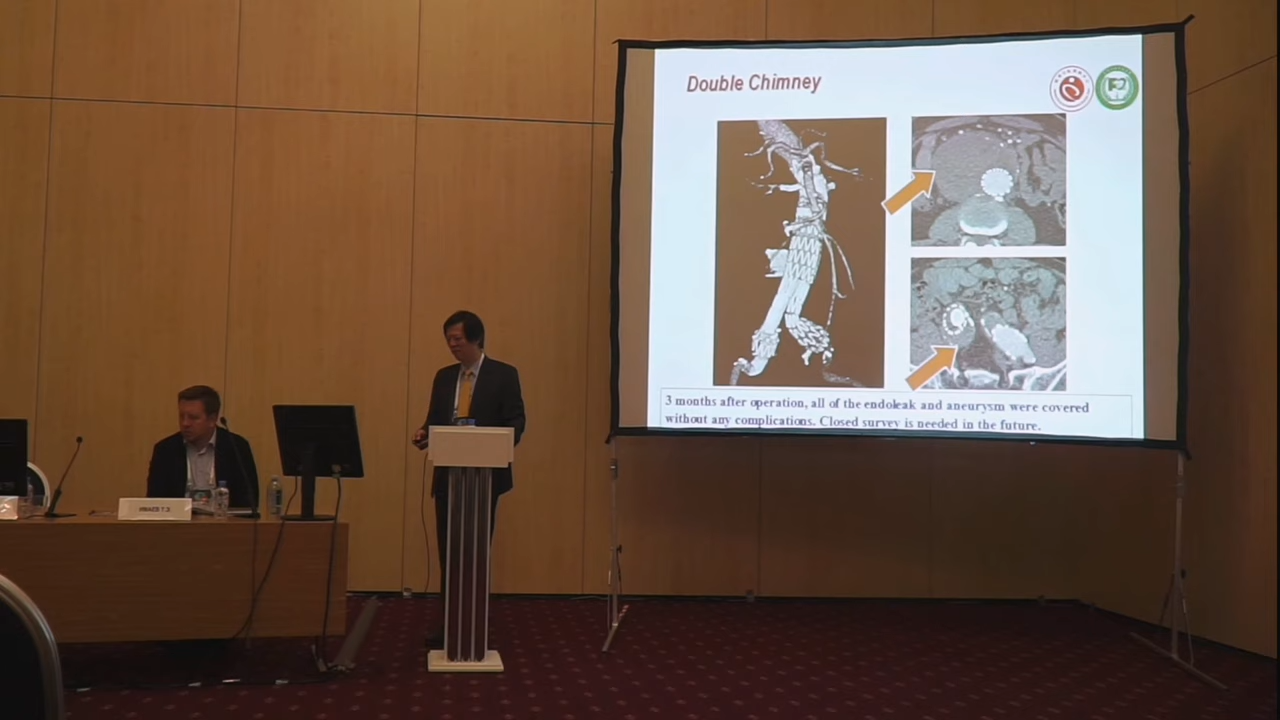 Double Chimney
3 months after operation, all of the endoleak and aneurysm were covered
without any complications. Closed survey is needed in the future.